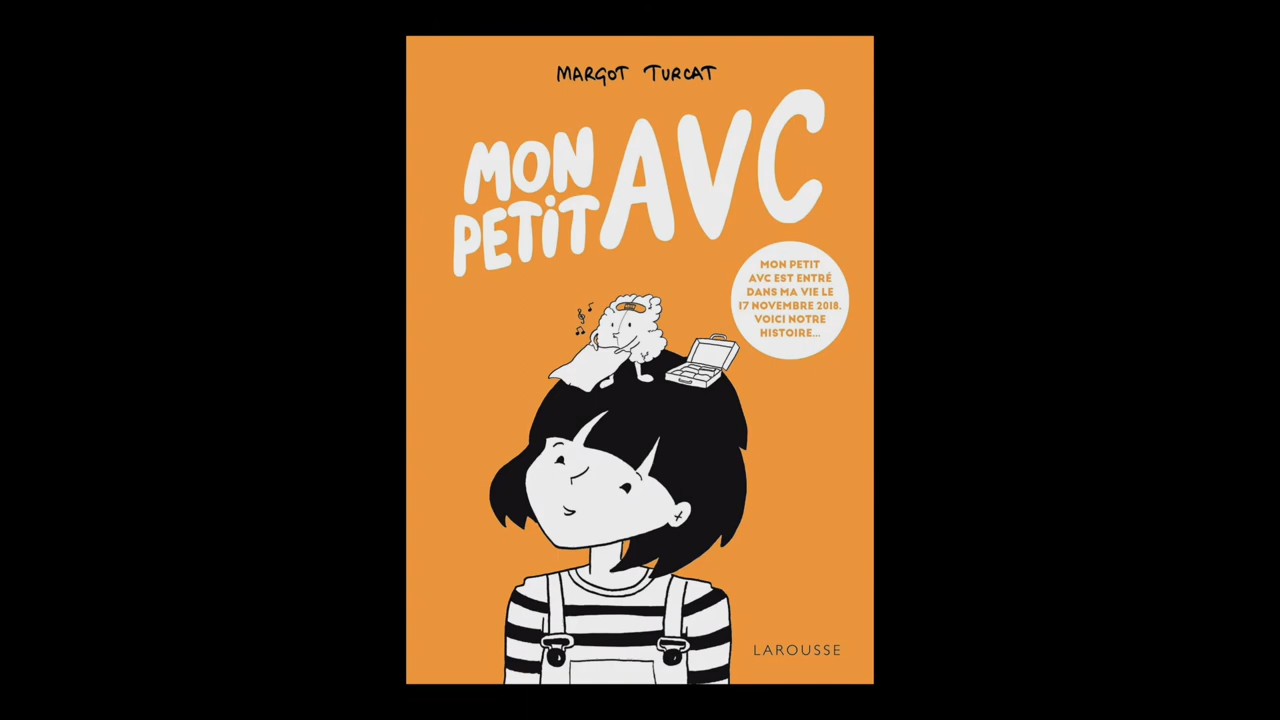 MARGOT TURCAT
MON
PETIT AVC
MON PETIT
AVC EST ENTRÉ
DANS MA VIE LE
17 NOVEMBRE 2018.
VOICI NOTRE
HISTOIRE...
LAROUSSE